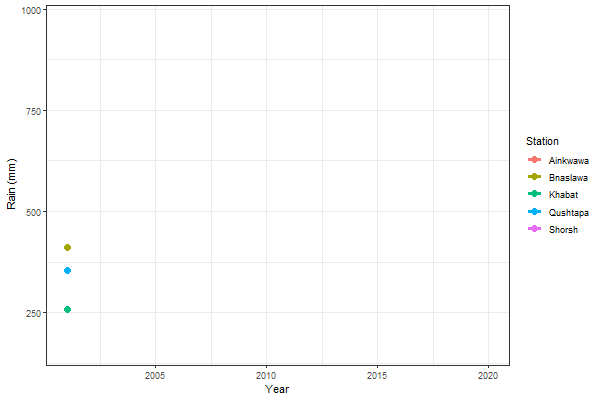 1000
750
500
250
Rain (mm)
2005
2010
2015
2020
Year
Station
Ainkwawa
Bnaslawa
Khabat
Qushtapa
Shorsh